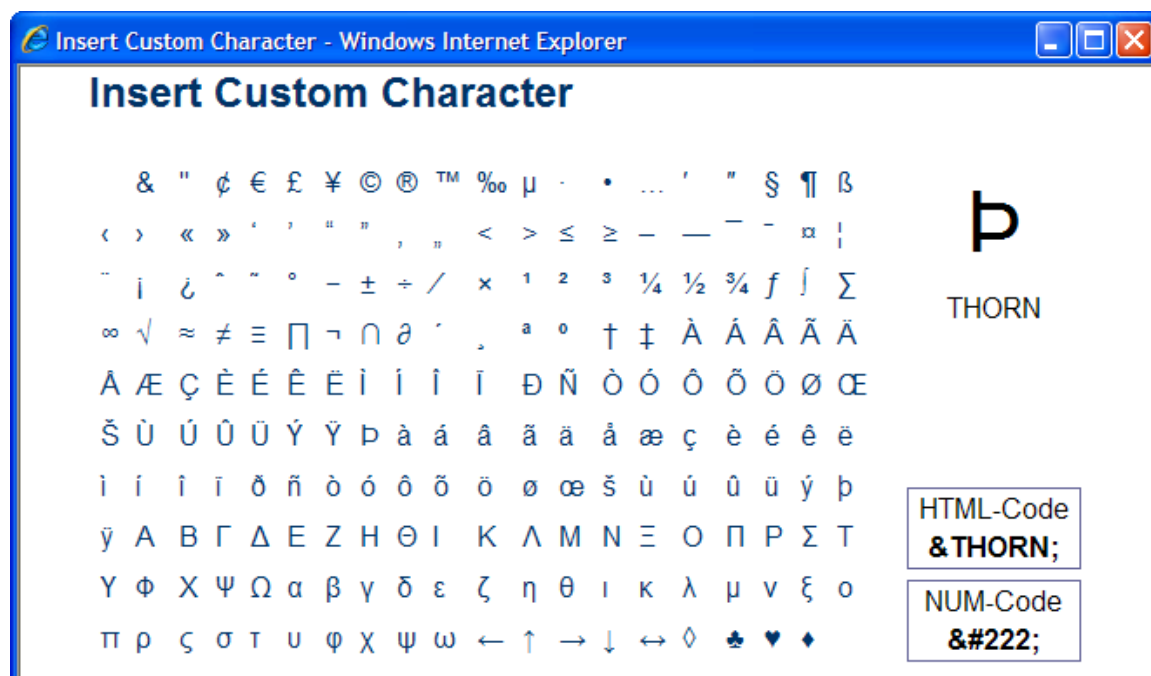 Insert Custom Character - Windows Internet Explorer
Insert Custom Character
& " ¢ € £ ¥ © ® ™ ‰ µ · • … ′ ″ § ¶ ß
‹ › « » ‘ ’ “ ” ‚ „ < > ≤ ≥ – — ¯ ‾ ¤ ¦
¨ ¡ ¿ ˆ ˜ ° − ± ÷ ⁄ × ¹ ² ³ ¼ ½ ¾ ƒ ∫ ∑
∞ √ ≈ ≠ ≡ ∏ ¬ ∩ ∂ ´ ¸ ª º † ‡ À Á Â Ã Ä
Å Æ Ç È É Ê Ë Ì Í Î Ï Ð Ñ Ò Ó Ô Õ Ö Ø Œ
Š Ù Ú Û Ü Ý Ÿ Þ à á â ã ä å æ ç è é ê ë
ì í î ï ð ñ ò ó ô õ ö ø œ š ù ú û ü ý þ
ÿ Α Β Γ Δ Ε Ζ Η Θ Ι Κ Λ Μ Ν Ξ Ο Π Ρ Σ Τ
Υ Φ Χ Ψ Ω α β γ δ ε ζ η θ ι κ λ μ ν ξ ο
π ρ ς σ τ υ φ χ ψ ω ← ↑ → ↓ ↔ ◊ ♣ ♥ ♦
Þ
THORN
HTML-Code
&THORN;
NUM-Code
&#222;